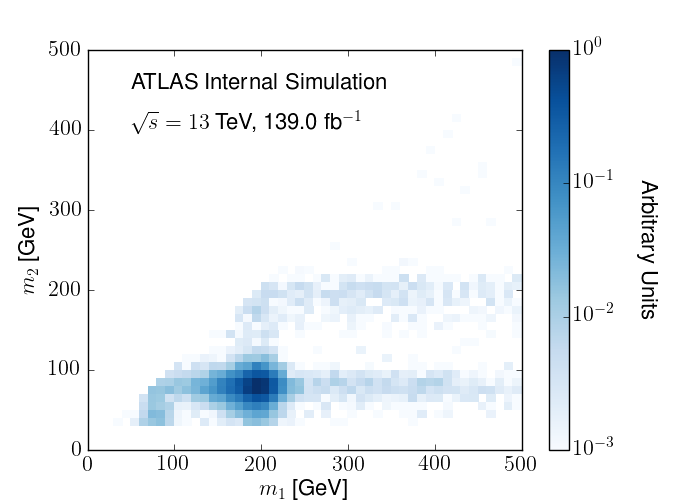 ATLAS Internal Simulation
√s = 13 TeV, 139.0 fb⁻¹
m₂ [GeV]
500
400
300
200
100
0
0 100 200 300 400 500
m₁ [GeV]
10⁰
10⁻¹
10⁻²
10⁻³
Arbitrary Units